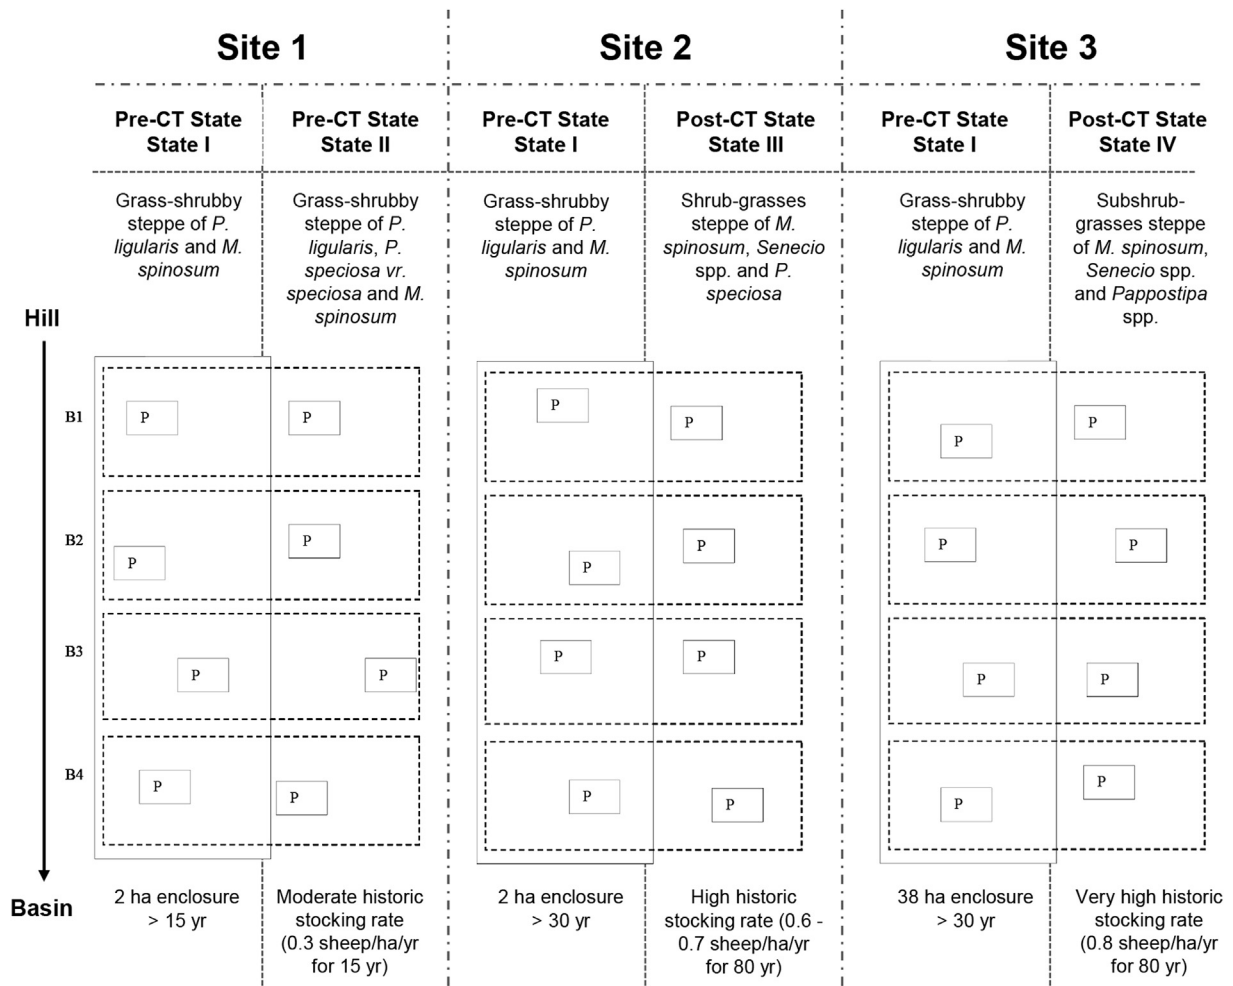 Site 1
Site 2
Site 3
Pre-CT State
State I
Pre-CT State
State II
Pre-CT State
State I
Post-CT State
State III
Pre-CT State
State I
Post-CT State
State IV
Grass-shrubby
steppe of P.
ligularis and M.
spinosum
Grass-shrubby
steppe of P.
ligularis, P.
speciosa vr.
speciosa and M.
spinosum
Grass-shrubby
steppe of P.
ligularis and M.
spinosum
Shrub-grasses
steppe of M.
spinosum, Senecio
spp. and P.
speciosa
Grass-shrubby
steppe of P.
ligularis and M.
spinosum
Subshrub-
grasses steppe
of M. spinosum,
Senecio spp.
and Pappostipa
spp.
Hill
B1
P
P
P
P
P
P
B2
P
P
P
P
P
P
B3
P
P
P
P
P
P
B4
P
P
P
P
P
P
Basin
2 ha enclosure
> 15 yr
Moderate historic
stocking rate
(0.3 sheep/ha/yr
for 15 yr)
2 ha enclosure
> 30 yr
High historic
stocking rate (0.6 -
0.7 sheep/ha/yr
for 80 yr)
38 ha enclosure
> 30 yr
Very high historic
stocking rate
(0.8 sheep/ha/yr
for 80 yr)